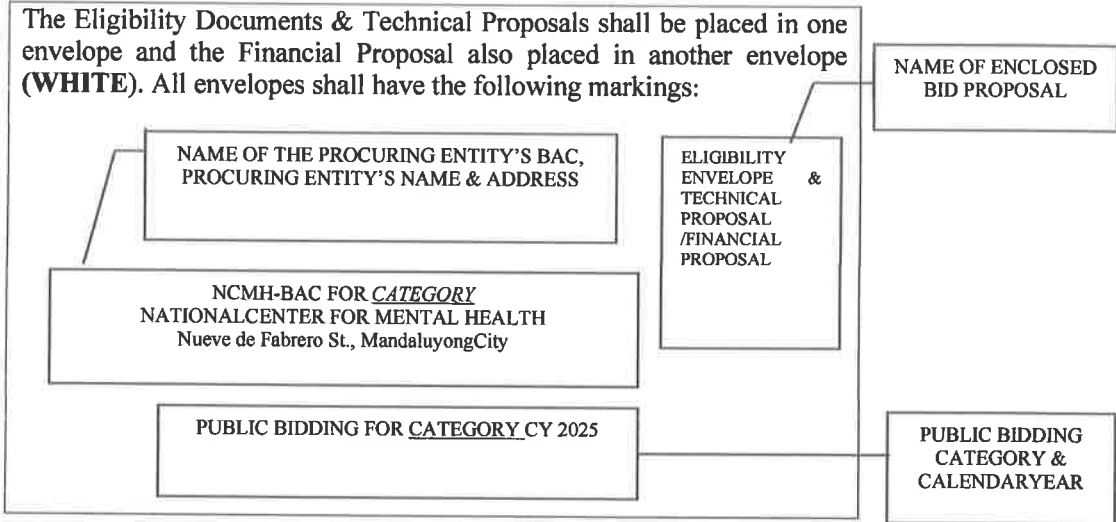 The Eligibility Documents & Technical Proposals shall be placed in one
envelope and the Financial Proposal also placed in another envelope
(WHITE). All envelopes shall have the following markings:
NAME OF ENCLOSED
BID PROPOSAL
NAME OF THE PROCURING ENTITY'S BAC,
PROCURING ENTITY'S NAME & ADDRESS
ELIGIBILITY
ENVELOPE &
TECHNICAL
PROPOSAL
/FINANCIAL
PROPOSAL
NCMH-BAC FOR CATEGORY
NATIONALCENTER FOR MENTAL HEALTH
Nueve de Fabrero St., MandaluyongCity
PUBLIC BIDDING FOR CATEGORY CY 2025
PUBLIC BIDDING
CATEGORY &
CALENDARYEAR